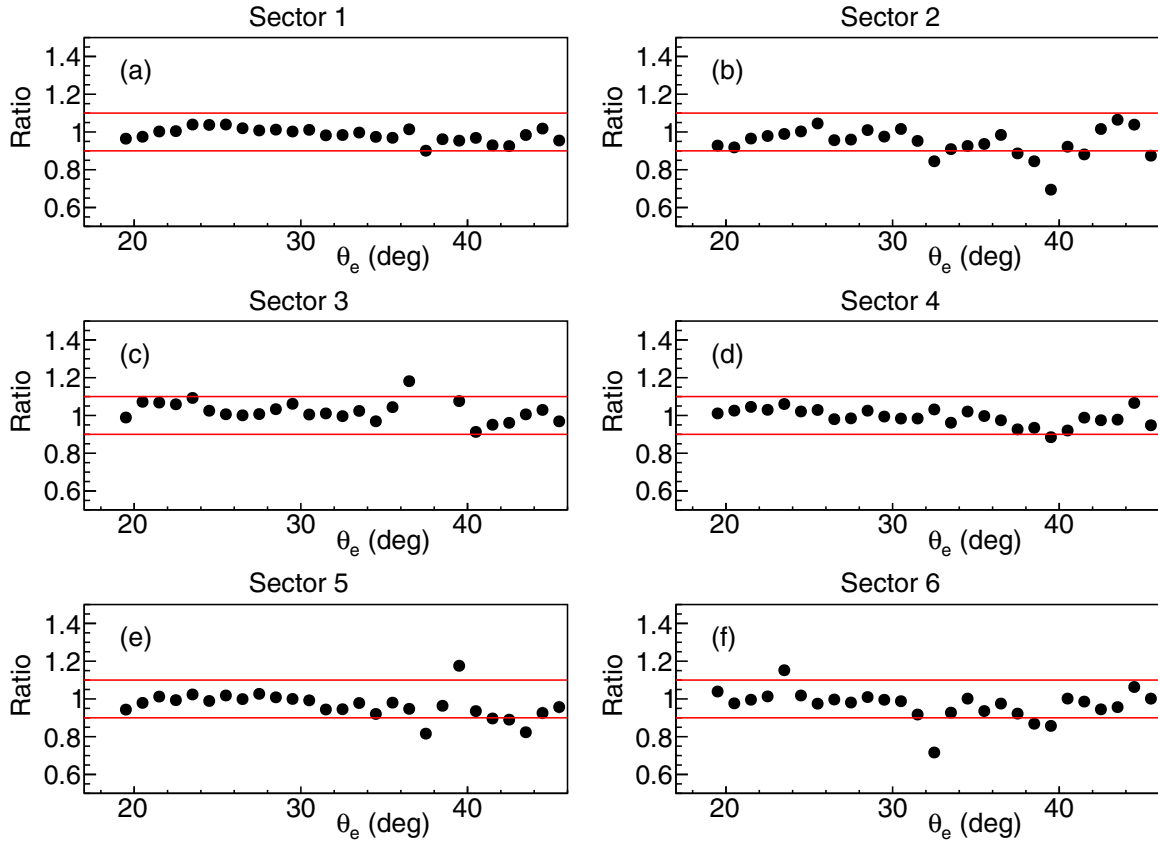 Sector 1
Sector 2
(a)
(b)
Ratio
Ratio
1.4
1.2
1
0.8
0.6
1.4
1.2
1
0.8
0.6
20 30 40
20 30 40
θe (deg)
θe (deg)
Sector 3
Sector 4
(c)
(d)
Ratio
Ratio
1.4
1.2
1
0.8
0.6
1.4
1.2
1
0.8
0.6
20 30 40
20 30 40
θe (deg)
θe (deg)
Sector 5
Sector 6
(e)
(f)
Ratio
Ratio
1.4
1.2
1
0.8
0.6
1.4
1.2
1
0.8
0.6
20 30 40
20 30 40
θe (deg)
θe (deg)